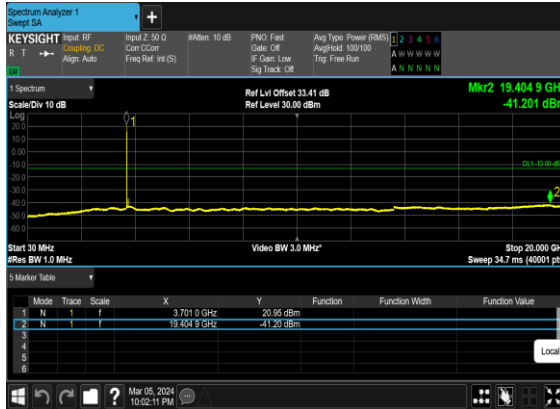 Spectrum Analyzer 1
Swept SA
+
KEYSIGHT Input: RF Input Z: 50 Ω #Atten: 10 dB PNO: Fast Avg Type: Power (RMS) 1 2 3 4 5 6
R T Coupling: DC Corr CCorr Gate: Off Avg|Hold: 100/100 A W W W W W
Align: Auto Freq Ref: Int (S) IF Gain: Low Trig: Free Run
LU Sig Track: Off A N N N N N
1 Spectrum Ref Lvl Offset 33.41 dB Mkr2 19.404 9 GH
Scale/Div 10 dB Ref Level 30.00 dBm -41.201 dBr
Log
20.0
10.0
0.00
-10.0 DL1 -13.00 dB
-20.0
-30.0
-40.0
-50.0
-60.0
1
2
Start 30 MHz Video BW 3.0 MHz* Stop 20.000 GH
#Res BW 1.0 MHz Sweep 34.7 ms (40001 pt
5 Marker Table
Mode Trace Scale X Y Function Function Width Function Value
1 N 1 f 3.701 0 GHz 20.95 dBm
2 N 1 f 19.404 9 GHz -41.20 dBm
3
4
5
6
Local
? Mar 05, 2024
10:02:11 PM